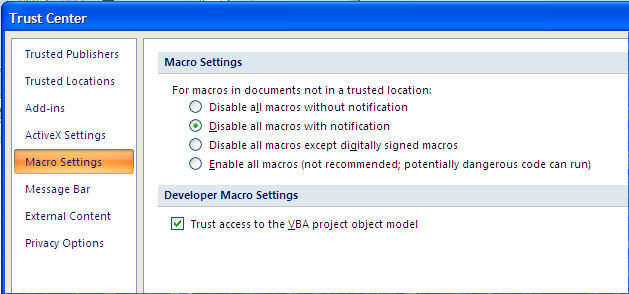 Trust Center
Trusted Publishers
Trusted Locations
Add-ins
ActiveX Settings
Macro Settings
Message Bar
External Content
Privacy Options
Macro Settings
For macros in documents not in a trusted location:
Disable all macros without notification
Disable all macros with notification
Disable all macros except digitally signed macros
Enable all macros (not recommended; potentially dangerous code can run)
Developer Macro Settings
Trust access to the VBA project object model